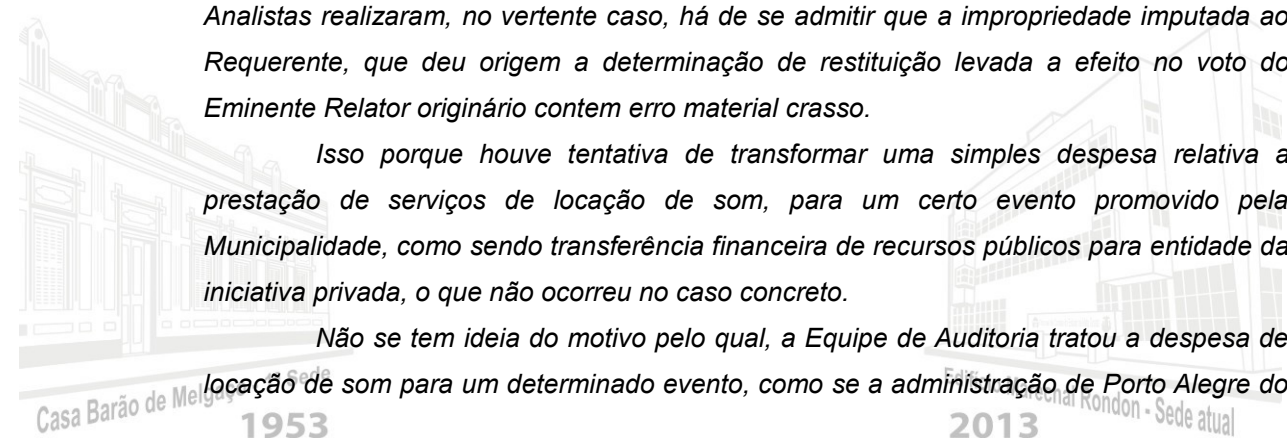 Analistas realizaram, no vertente caso, há de se admitir que a impropriedade imputada ao
Requerente, que deu origem a determinação de restituição levada a efeito no voto do
Eminente Relator originário contem erro material crasso.
Isso porque houve tentativa de transformar uma simples despesa relativa a
prestação de serviços de locação de som, para um certo evento promovido pela
Municipalidade, como sendo transferência financeira de recursos públicos para entidade da
iniciativa privada, o que não ocorreu no caso concreto.
Não se tem ideia do motivo pelo qual, a Equipe de Auditoria tratou a despesa de
locação de som para um determinado evento, como se a administração de Porto Alegre do
Casa Barão de Melgaço - Sede
1953
Rondon - Sede atual
2013